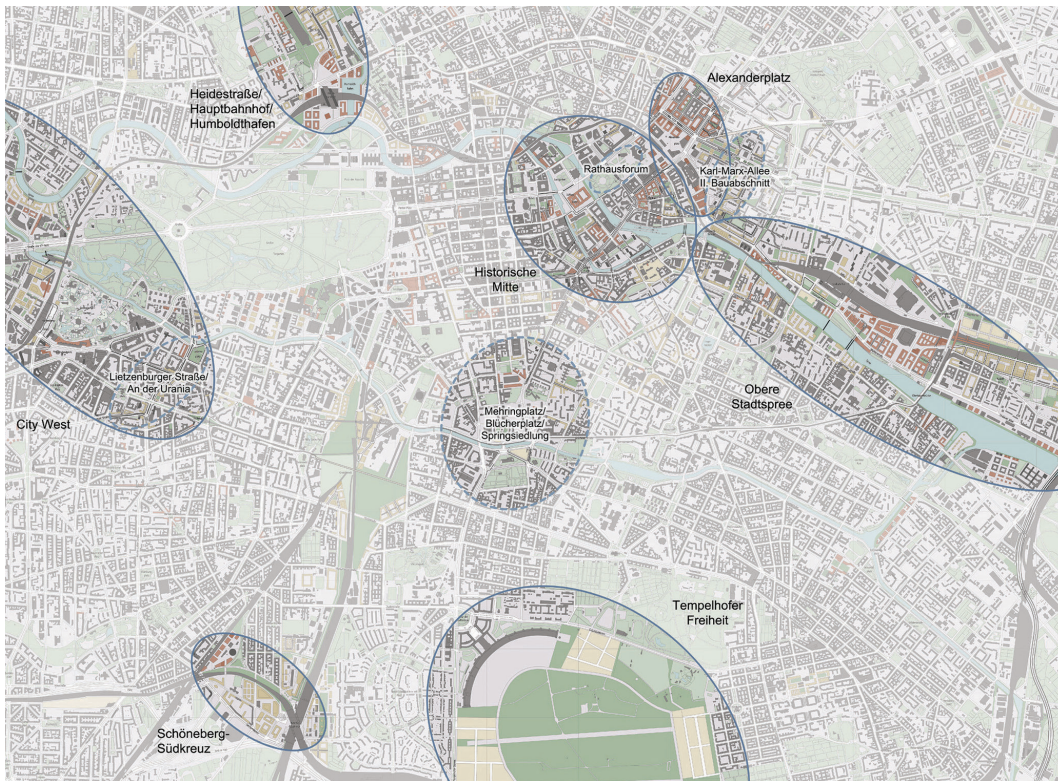 Alexanderplatz
Heidestraße/
Hauptbahnhof/
Humboldthafen
Rathausforum
Karl-Marx-Allee
II. Bauabschnitt
Historische
Mitte
Lietzenburger Straße/
An der Urania
City West
Obere
Stadtspree
Mehringplatz/
Blücherplatz/
Springsiedlung
Tempelhofer
Freiheit
Schöneberg-
Südkreuz